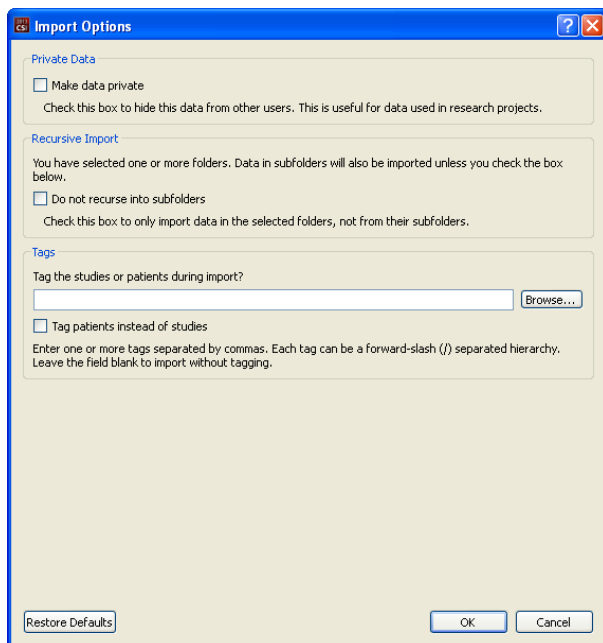 2013
CSI
Import Options
Private Data
Make data private
Check this box to hide this data from other users. This is useful for data used in research projects.
Recursive Import
You have selected one or more folders. Data in subfolders will also be imported unless you check the box
below.
Do not recurse into subfolders
Check this box to only import data in the selected folders, not from their subfolders.
Tags
Tag the studies or patients during import?
Browse...
Tag patients instead of studies
Enter one or more tags separated by commas. Each tag can be a forward-slash (/) separated hierarchy.
Leave the field blank to import without tagging.
Restore Defaults
OK
Cancel